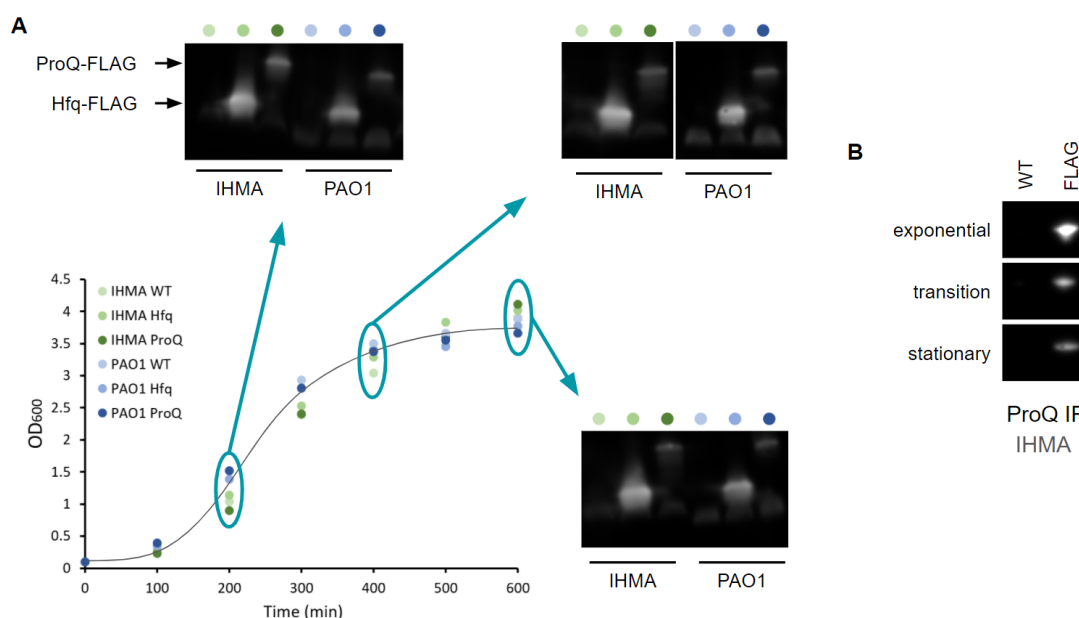 A
ProQ-FLAG
Hfq-FLAG
IHMA
PAO1
IHMA
PAO1
B
WT
FLAG
exponential
transition
stationary
ProQ IP
IHMA
4.5
4
3.5
3
2.5
2
1.5
1
0.5
0
OD600
IHMA WT
IHMA Hfq
IHMA ProQ
PAO1 WT
PAO1 Hfq
PAO1 ProQ
0 100 200 300 400 500 600
Time (min)
IHMA
PAO1